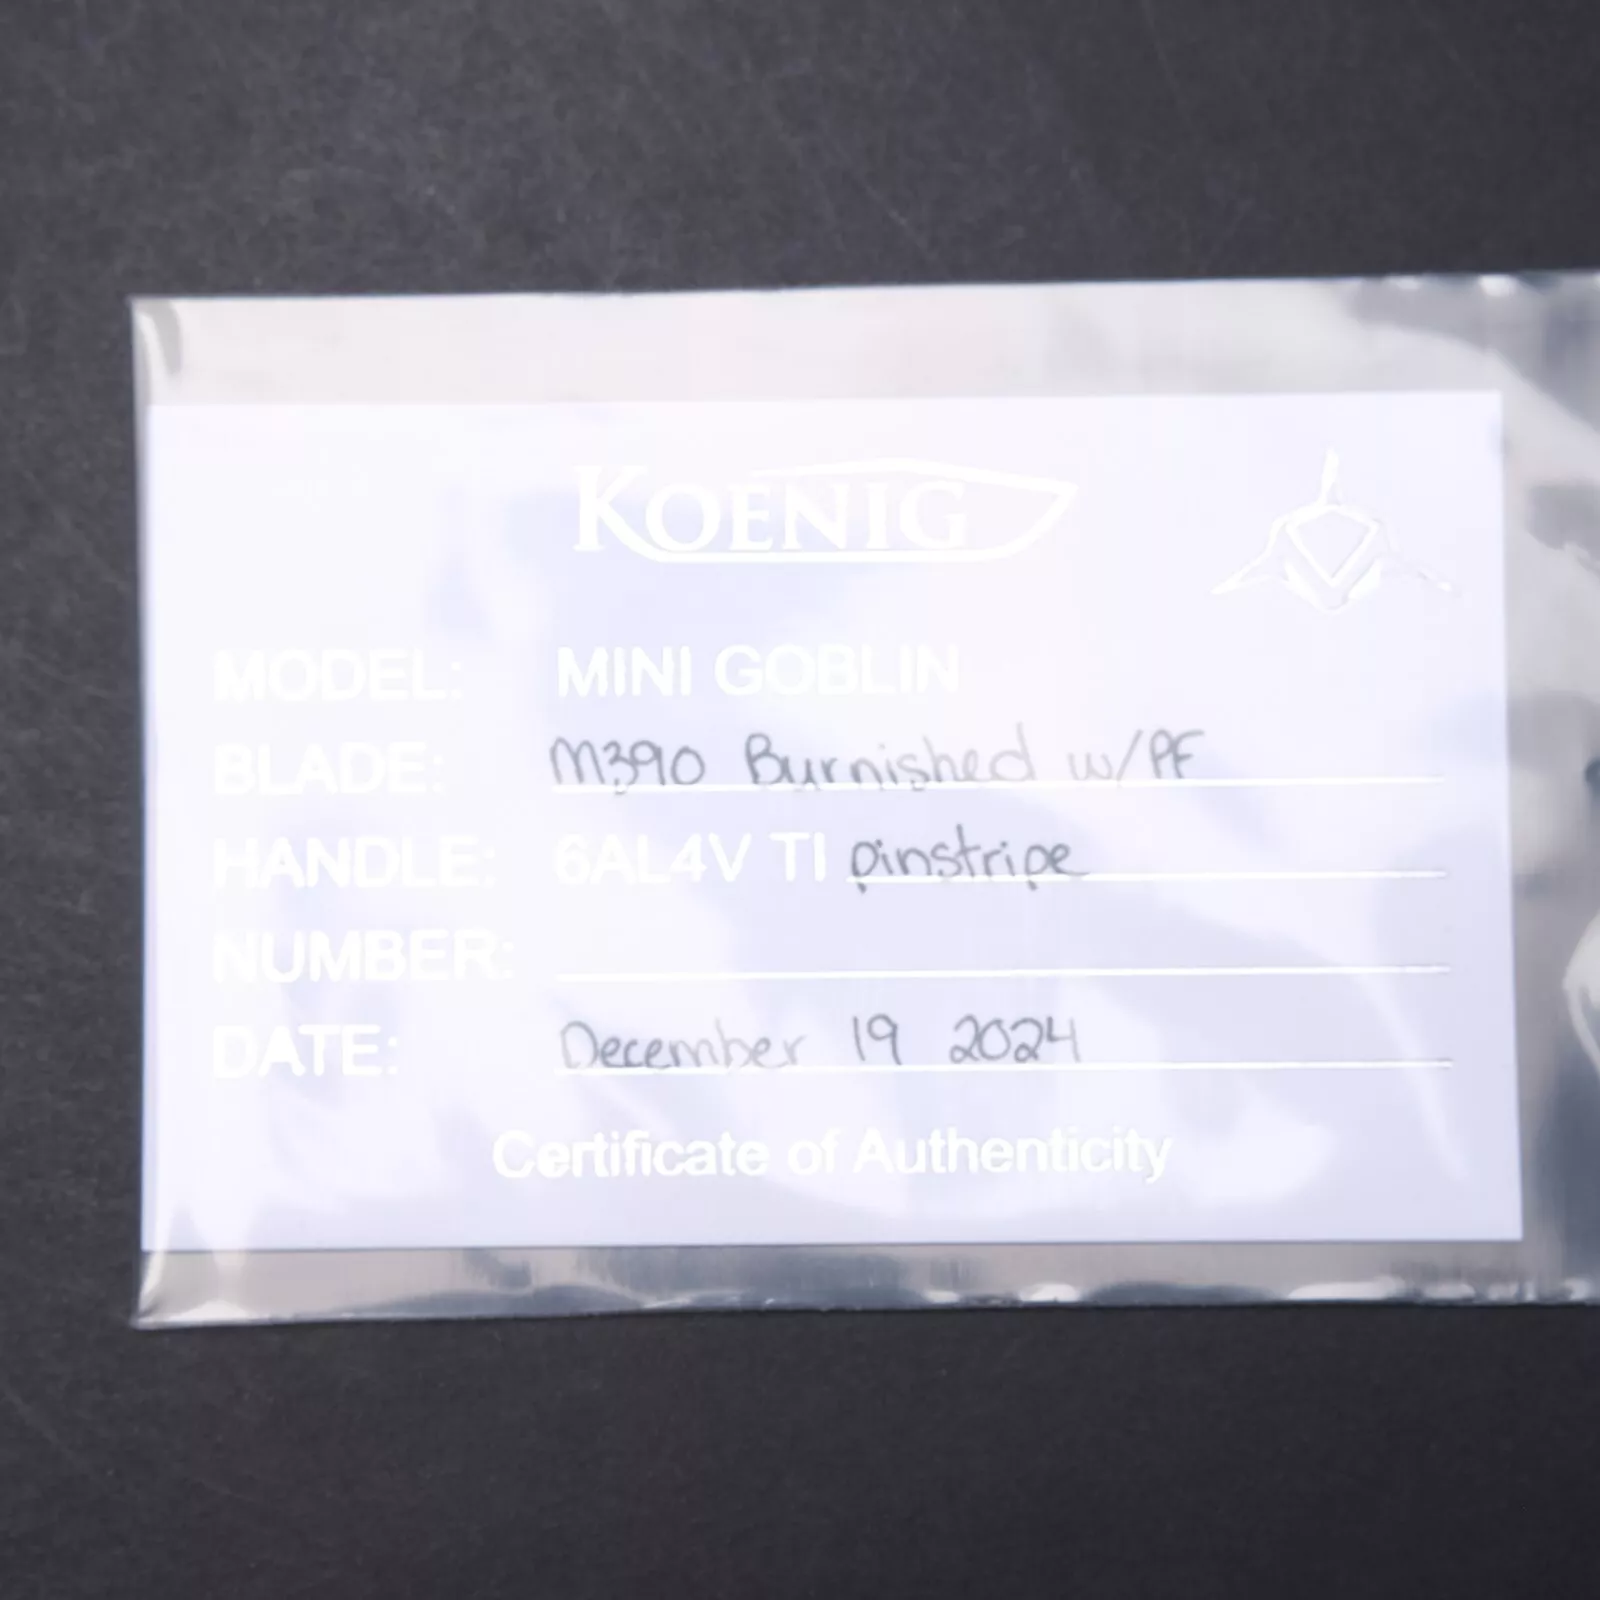 KOENIG
MODEL: MINI GOBLIN
BLADE: M390 Burnished w/PF
HANDLE: 6AL4V TI pinstripe
NUMBER:
DATE: December 19 2024
Certificate of Authenticity